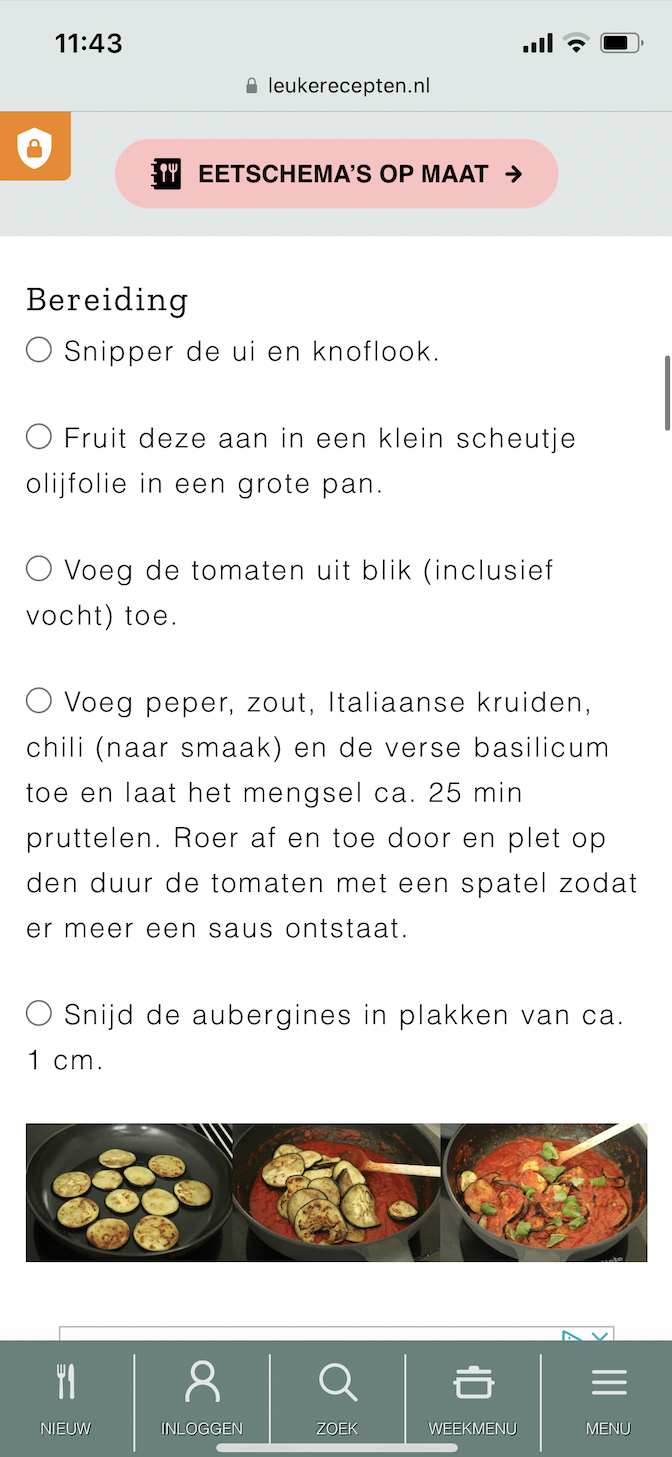 11:43
leukerecepten.nl
EETSCHEMA'S OP MAAT →
Bereiding
Snipper de ui en knoflook.
Fruit deze aan in een klein scheutje
olijfolie in een grote pan.
Voeg de tomaten uit blik (inclusief
vocht) toe.
Voeg peper, zout, Italiaanse kruiden,
chili (naar smaak) en de verse basilicum
toe en laat het mengsel ca. 25 min
pruttelen. Roer af en toe door en plet op
den duur de tomaten met een spatel zodat
er meer een saus ontstaat.
Snijd de aubergines in plakken van ca.
1 cm.
NIEUW
INLOGGEN
ZOEK
WEEKMENU
MENU